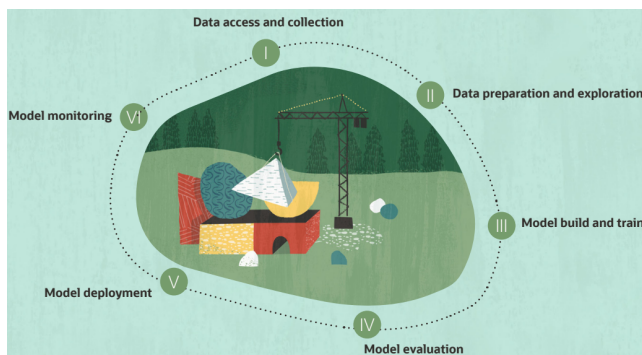 Data access and collection
I
II
Data preparation and exploration
Model monitoring
VI
III
Model build and train
V
Model deployment
IV
Model evaluation